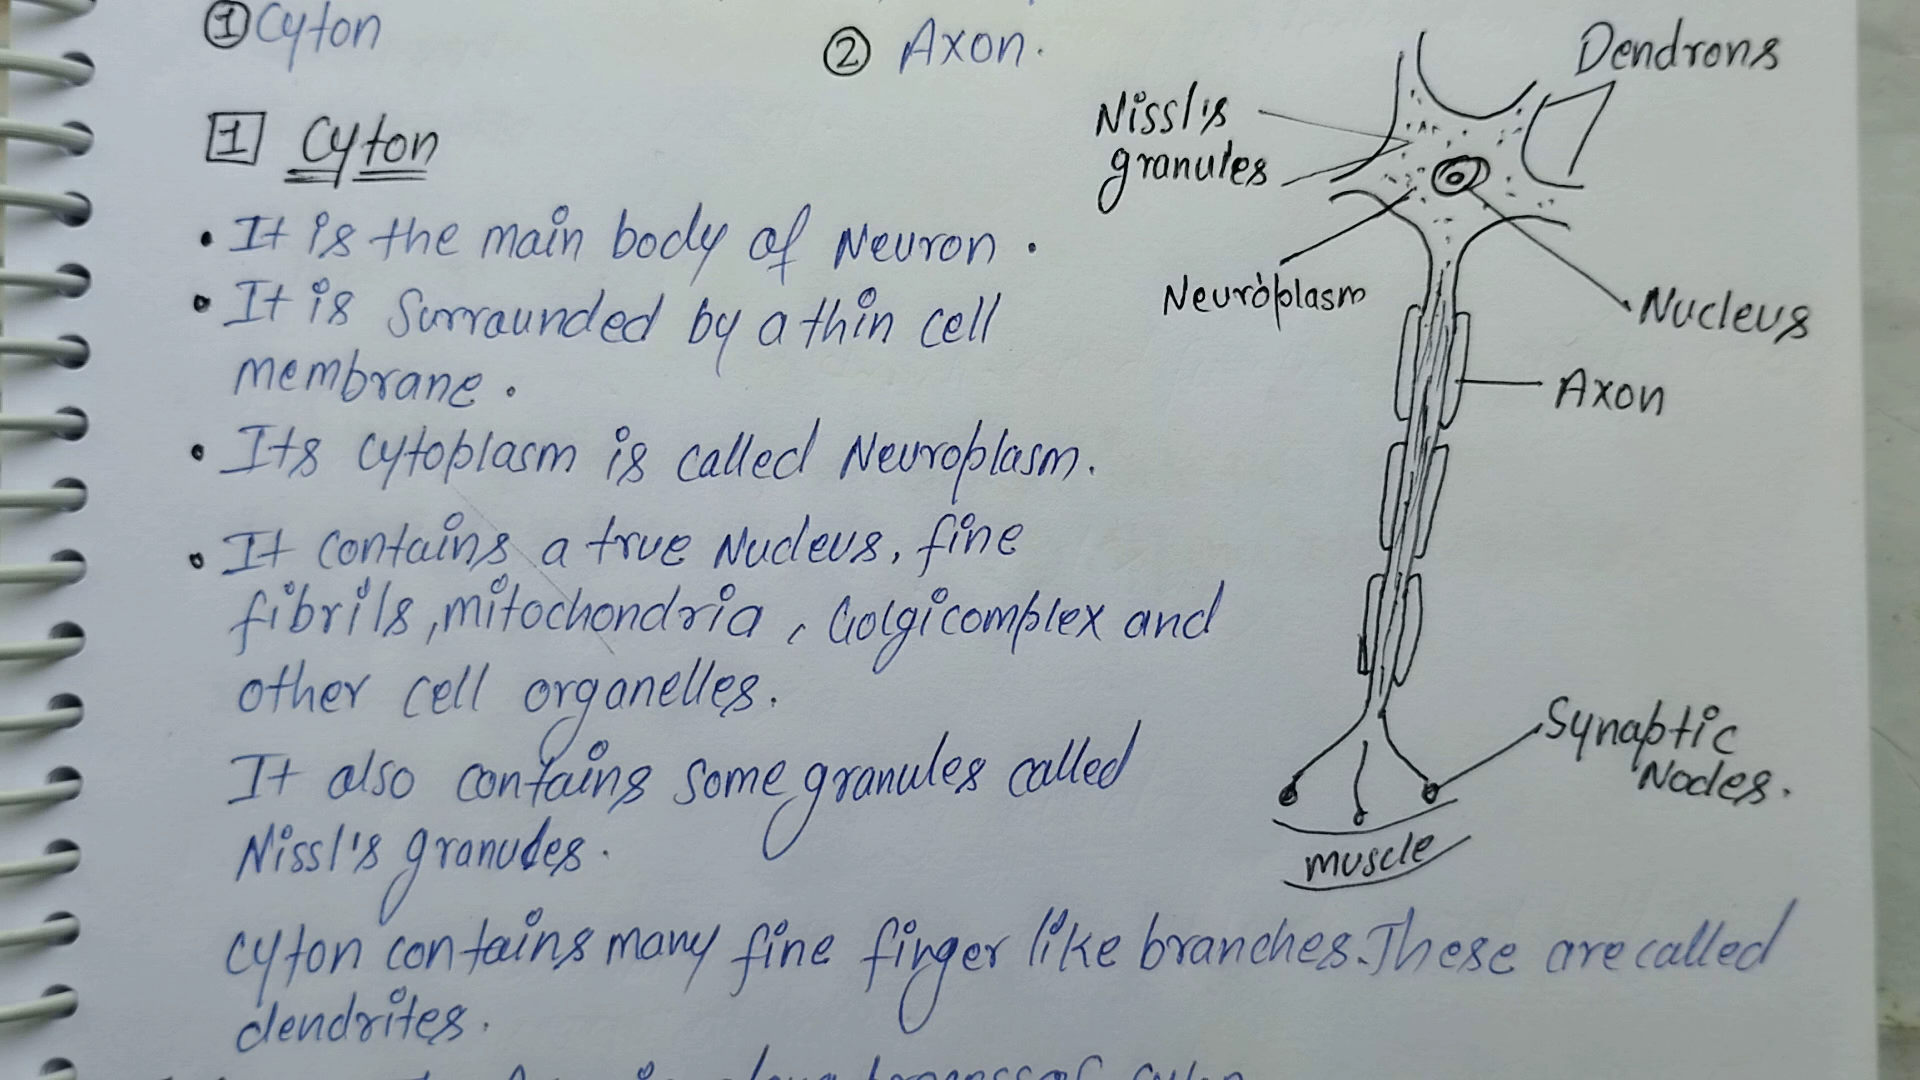 ① Cyton
② Axon.
1 Cyton
• It is the main body of Neuron.
• It is Surraunded by a thin cell
membrane.
• Its cytoplasm is called Neuroplasm.
• It contains a true Nucleus, fine
fibrils, mitochondria, Golgicomplex and
other cell organelles.
It also contains some granules called
Nissl's granules.
Cyton contains many fine finger like branches. These are called
dendrites.
Dendrons
Nissl's
granules
Neuroplasm
Nucleus
Axon
Synaptic
Nodes.
muscle